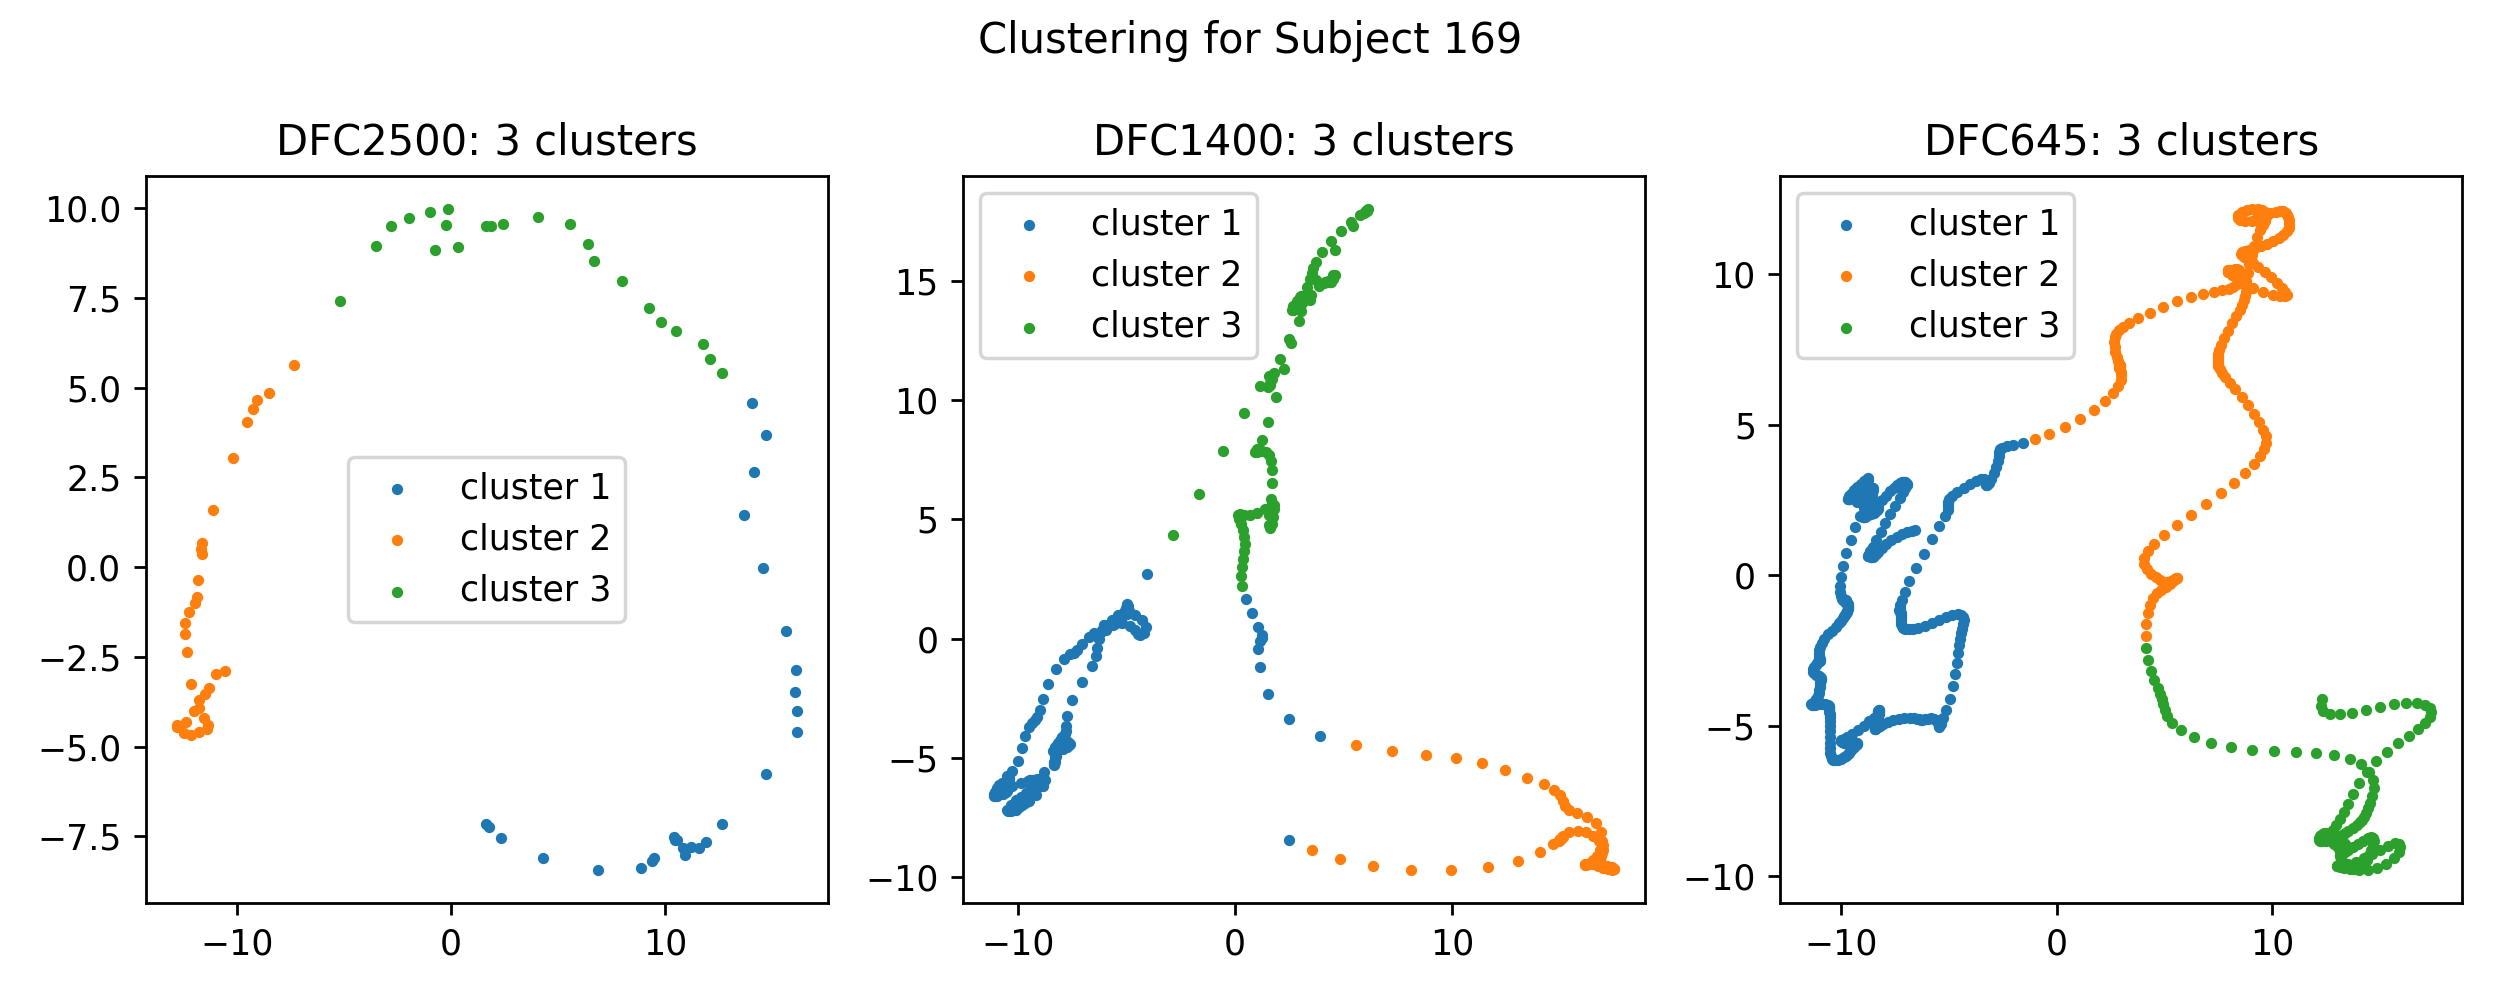 Clustering for Subject 169
DFC2500: 3 clusters
10.0
7.5
5.0
2.5
0.0
−2.5
−5.0
−7.5
−10
0
10
cluster 1
cluster 2
cluster 3
DFC1400: 3 clusters
15
10
5
0
−5
−10
−10
0
10
cluster 1
cluster 2
cluster 3
DFC645: 3 clusters
10
5
0
−5
−10
−10
0
10
cluster 1
cluster 2
cluster 3